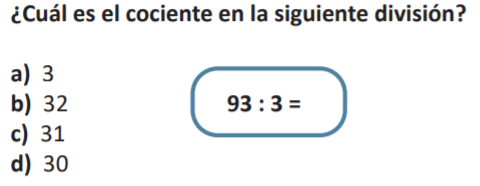 ¿Cuál es el cociente en la siguiente división?
a) 3
b) 32
c) 31
d) 30
93 : 3 =